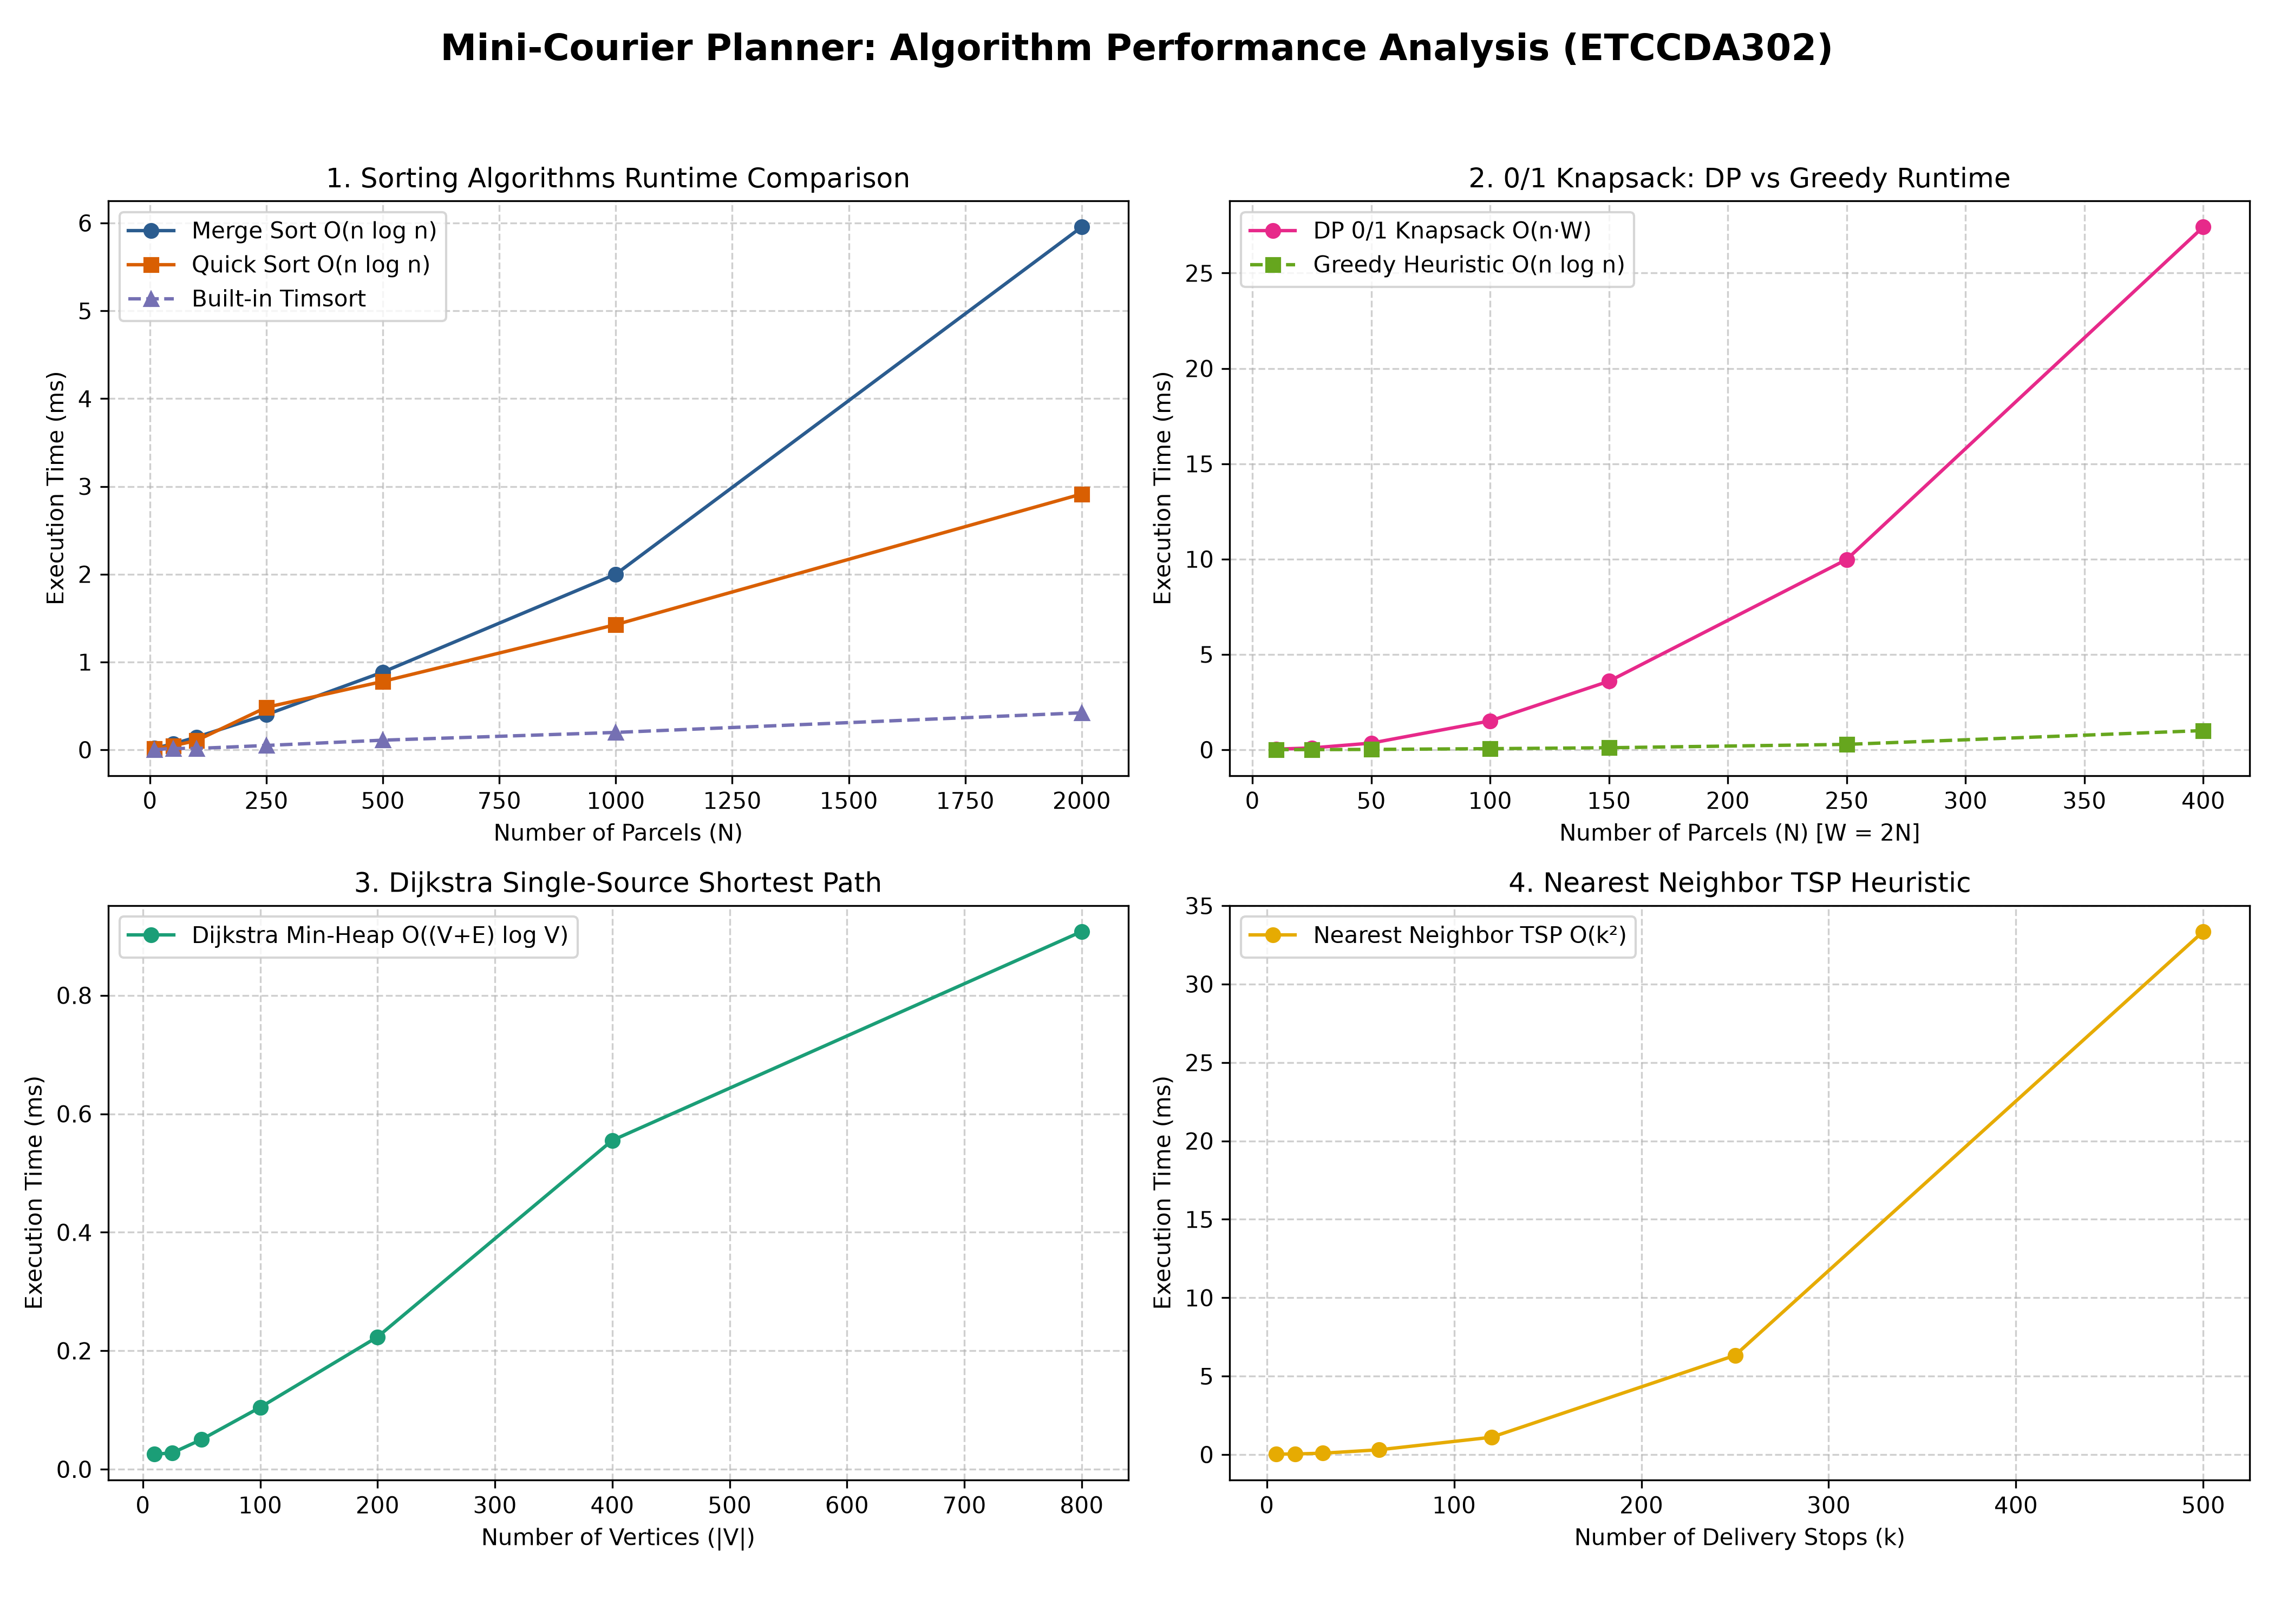 Mini-Courier Planner: Algorithm Performance Analysis (ETCCDA302)
1. Sorting Algorithms Runtime Comparison
Merge Sort O(n log n)
Quick Sort O(n log n)
Built-in Timsort
Execution Time (ms)
6
5
4
3
2
1
0
0 250 500 750 1000 1250 1500 1750 2000
Number of Parcels (N)
2. 0/1 Knapsack: DP vs Greedy Runtime
DP 0/1 Knapsack O(n·W)
Greedy Heuristic O(n log n)
Execution Time (ms)
25
20
15
10
5
0
0 50 100 150 200 250 300 350 400
Number of Parcels (N) [W = 2N]
3. Dijkstra Single-Source Shortest Path
Dijkstra Min-Heap O((V+E) log V)
Execution Time (ms)
0.8
0.6
0.4
0.2
0.0
0 100 200 300 400 500 600 700 800
Number of Vertices (|V|)
4. Nearest Neighbor TSP Heuristic
Nearest Neighbor TSP O(k²)
Execution Time (ms)
35
30
25
20
15
10
5
0
0 100 200 300 400 500
Number of Delivery Stops (k)